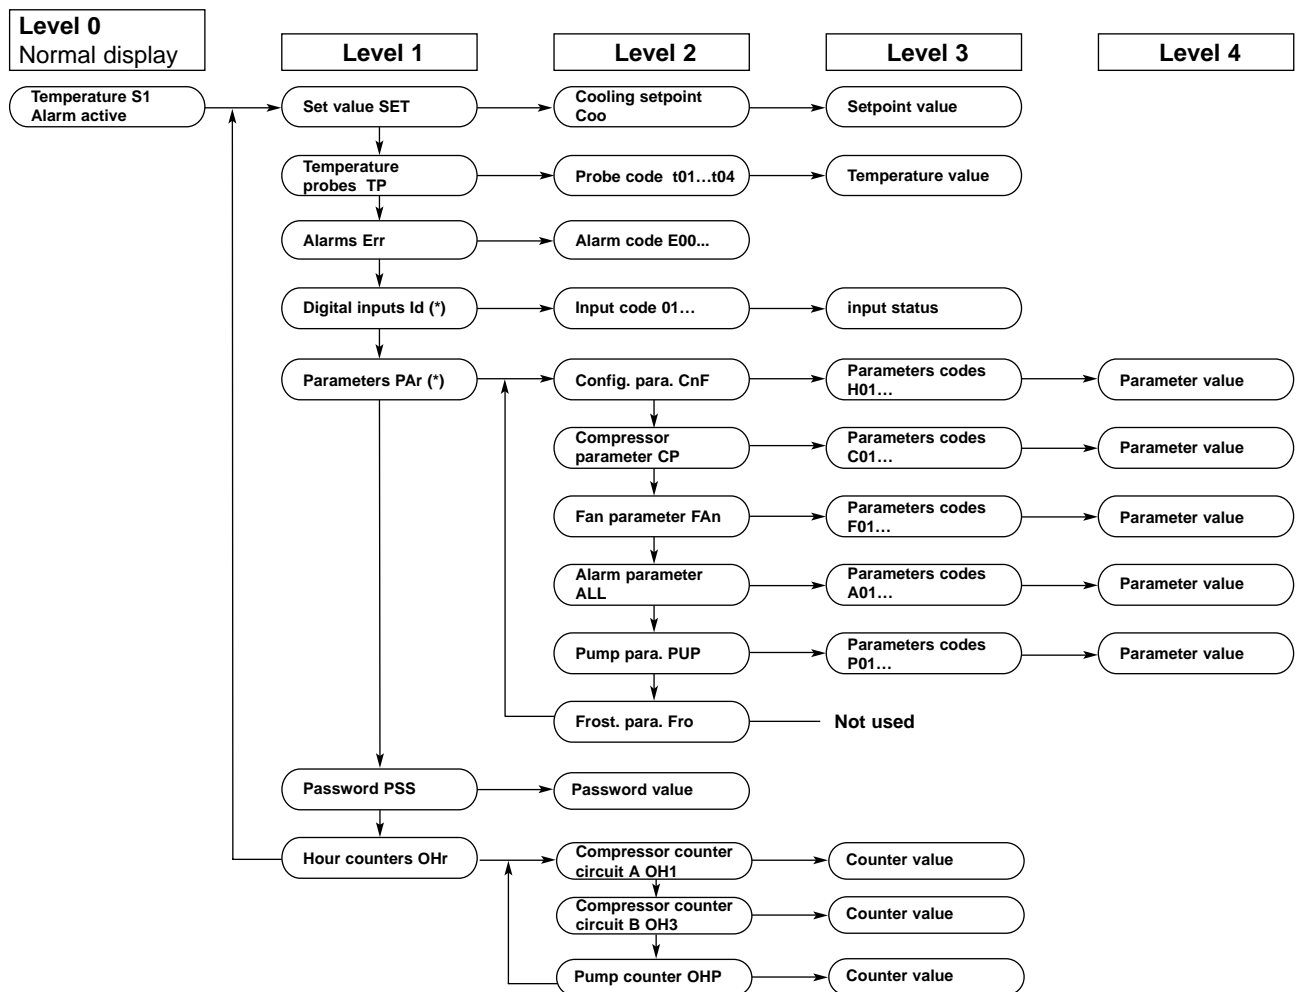 Level 0
Normal display
Level 1
Level 2
Level 3
Level 4
Temperature S1
Alarm active
Set value SET
Cooling setpoint
Coo
Setpoint value
Temperature
probes TP
Probe code t01...t04
Temperature value
Alarms Err
Alarm code E00...
Digital inputs Id (*)
Input code 01...
input status
Parameters PAr (*)
Config. para. CnF
Parameters codes
H01...
Parameter value
Compressor
parameter CP
Parameters codes
C01...
Parameter value
Fan parameter FAn
Parameters codes
F01...
Parameter value
Alarm parameter
ALL
Parameters codes
A01...
Parameter value
Pump para. PUP
Parameters codes
P01...
Parameter value
Frost. para. Fro
Not used
Password PSS
Password value
Hour counters OHr
Compressor counter
circuit A OH1
Counter value
Compressor counter
circuit B OH3
Counter value
Pump counter OHP
Counter value